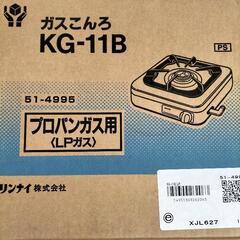 ガスこんろ
KG-11B
PS
51-4995
プロパンガス用
〈LPガス〉
51-499
リンナイ株式会社
XJL627